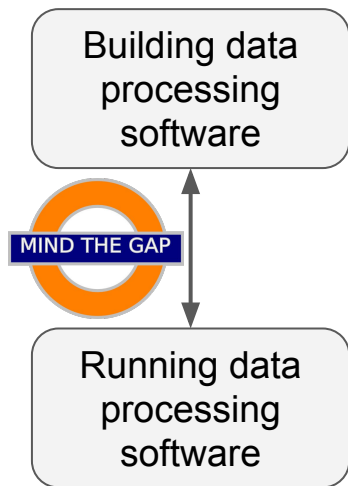 Building data
processing
software
MIND THE GAP
Running data
processing
software